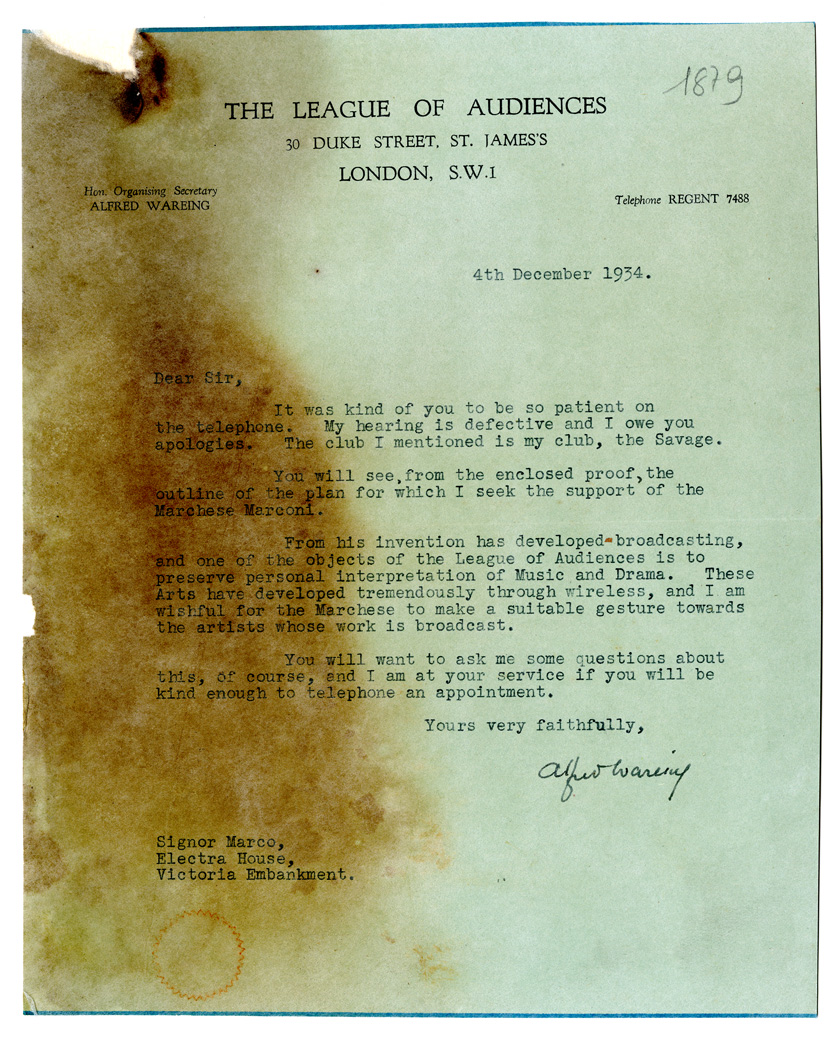 1879
THE LEAGUE OF AUDIENCES
30 DUKE STREET, ST. JAMES'S
LONDON, S.W.1
Hon. Organising Secretary
ALFRED WAREING
Telephone REGENT 7488
4th December 1934.
Dear Sir,
It was kind of you to be so patient on
the telephone. My hearing is defective and I owe you
apologies. The club I mentioned is my club, the Savage.
You will see, from the enclosed proof, the
outline of the plan for which I seek the support of the
Marchese Marconi.
From his invention has developed broadcasting,
and one of the objects of the League of Audiences is to
preserve personal interpretation of Music and Drama. These
Arts have developed tremendously through wireless, and I am
wishful for the Marchese to make a suitable gesture towards
the artists whose work is broadcast.
You will want to ask me some questions about
this, of course, and I am at your service if you will be
kind enough to telephone an appointment.
Yours very faithfully,
Alfred Wareing
Signor Marco,
Electra House,
Victoria Embankment.